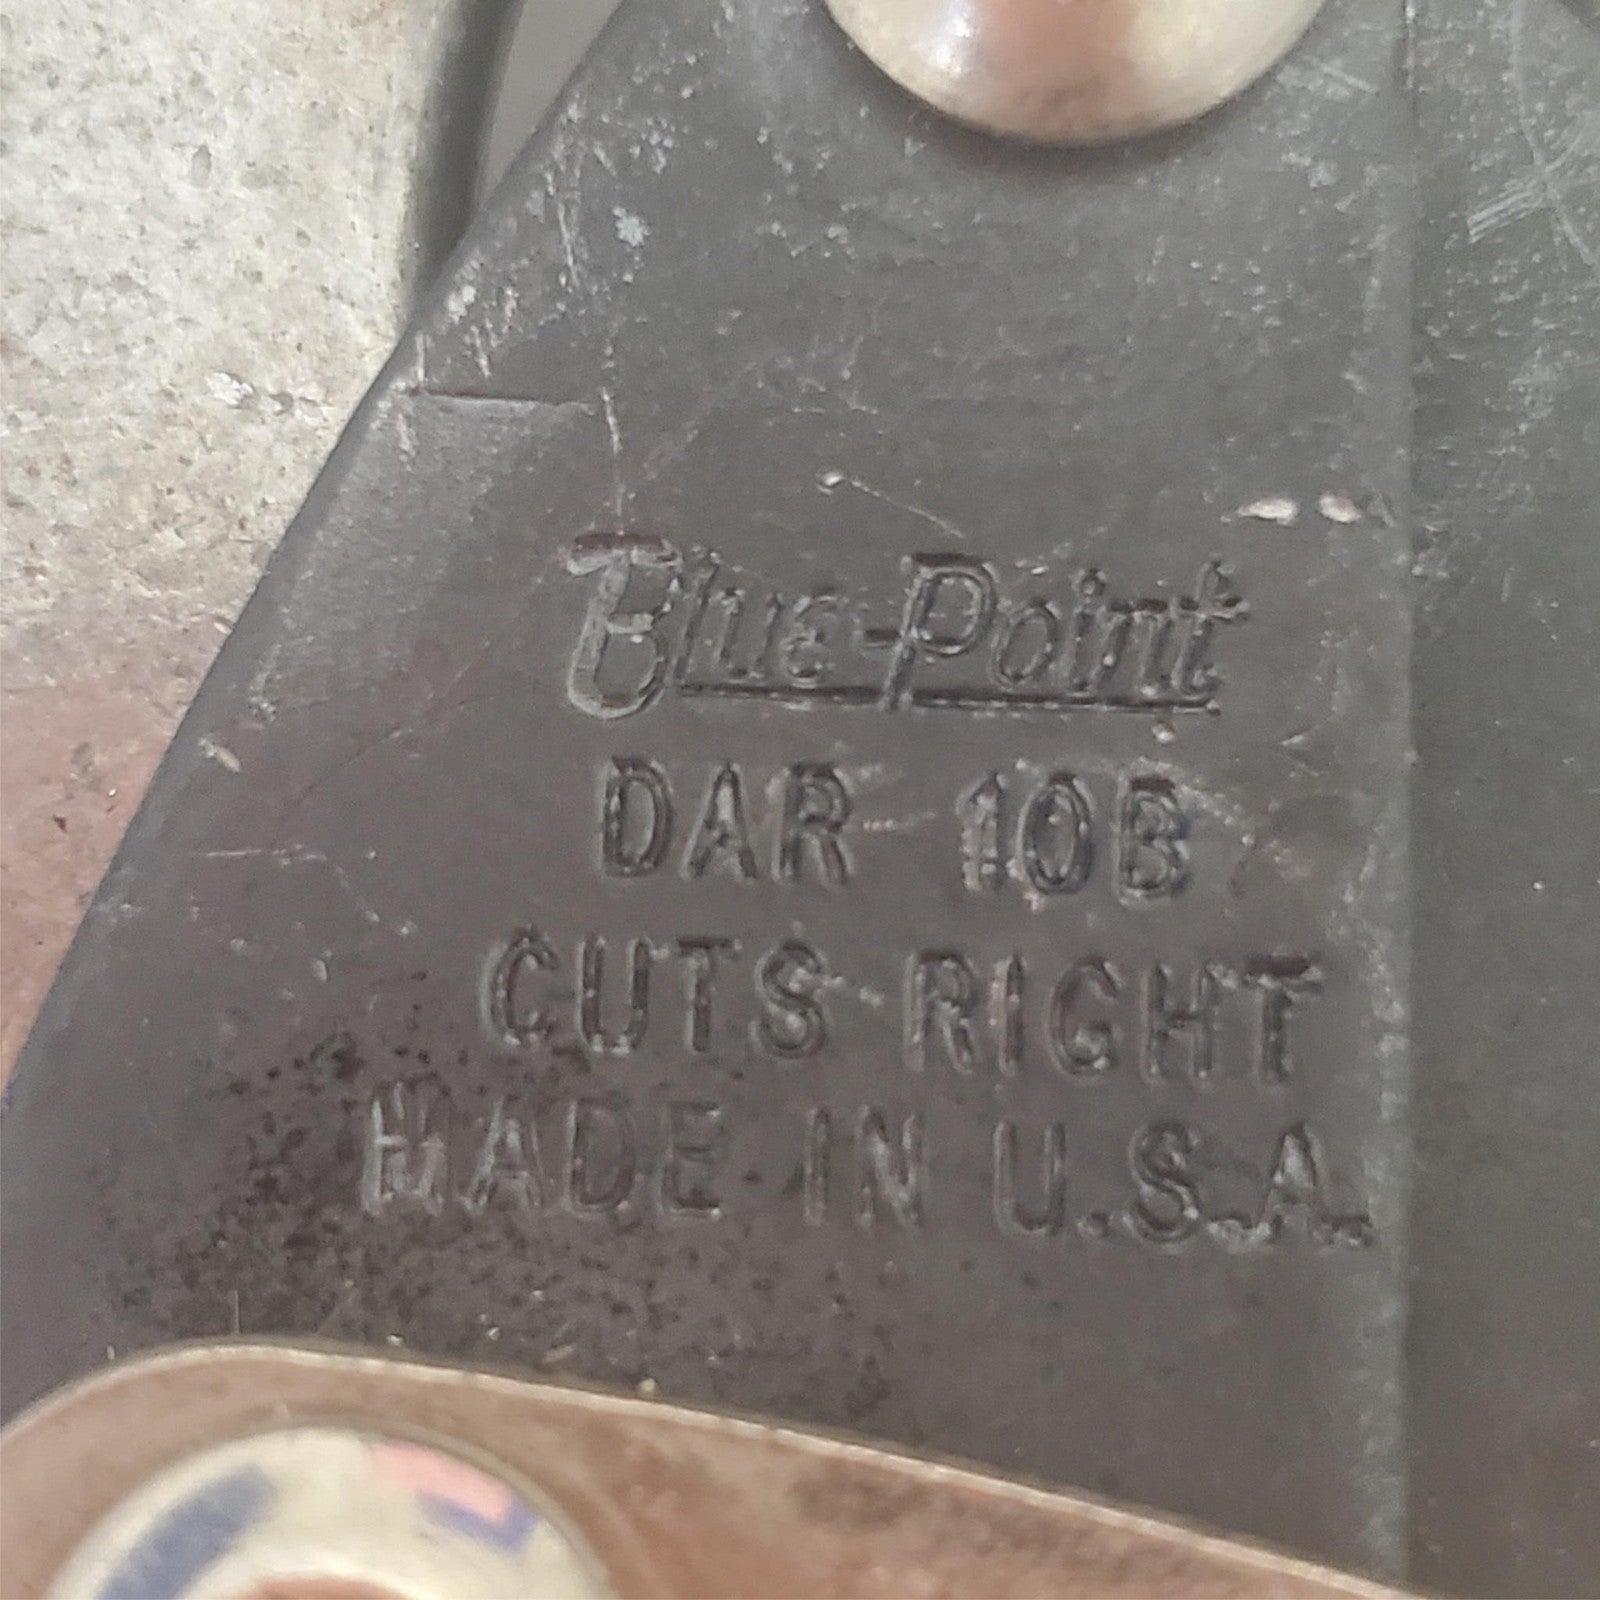 Blue-Point
DAR 10B
CUTS RIGHT
MADE IN U.S.A.